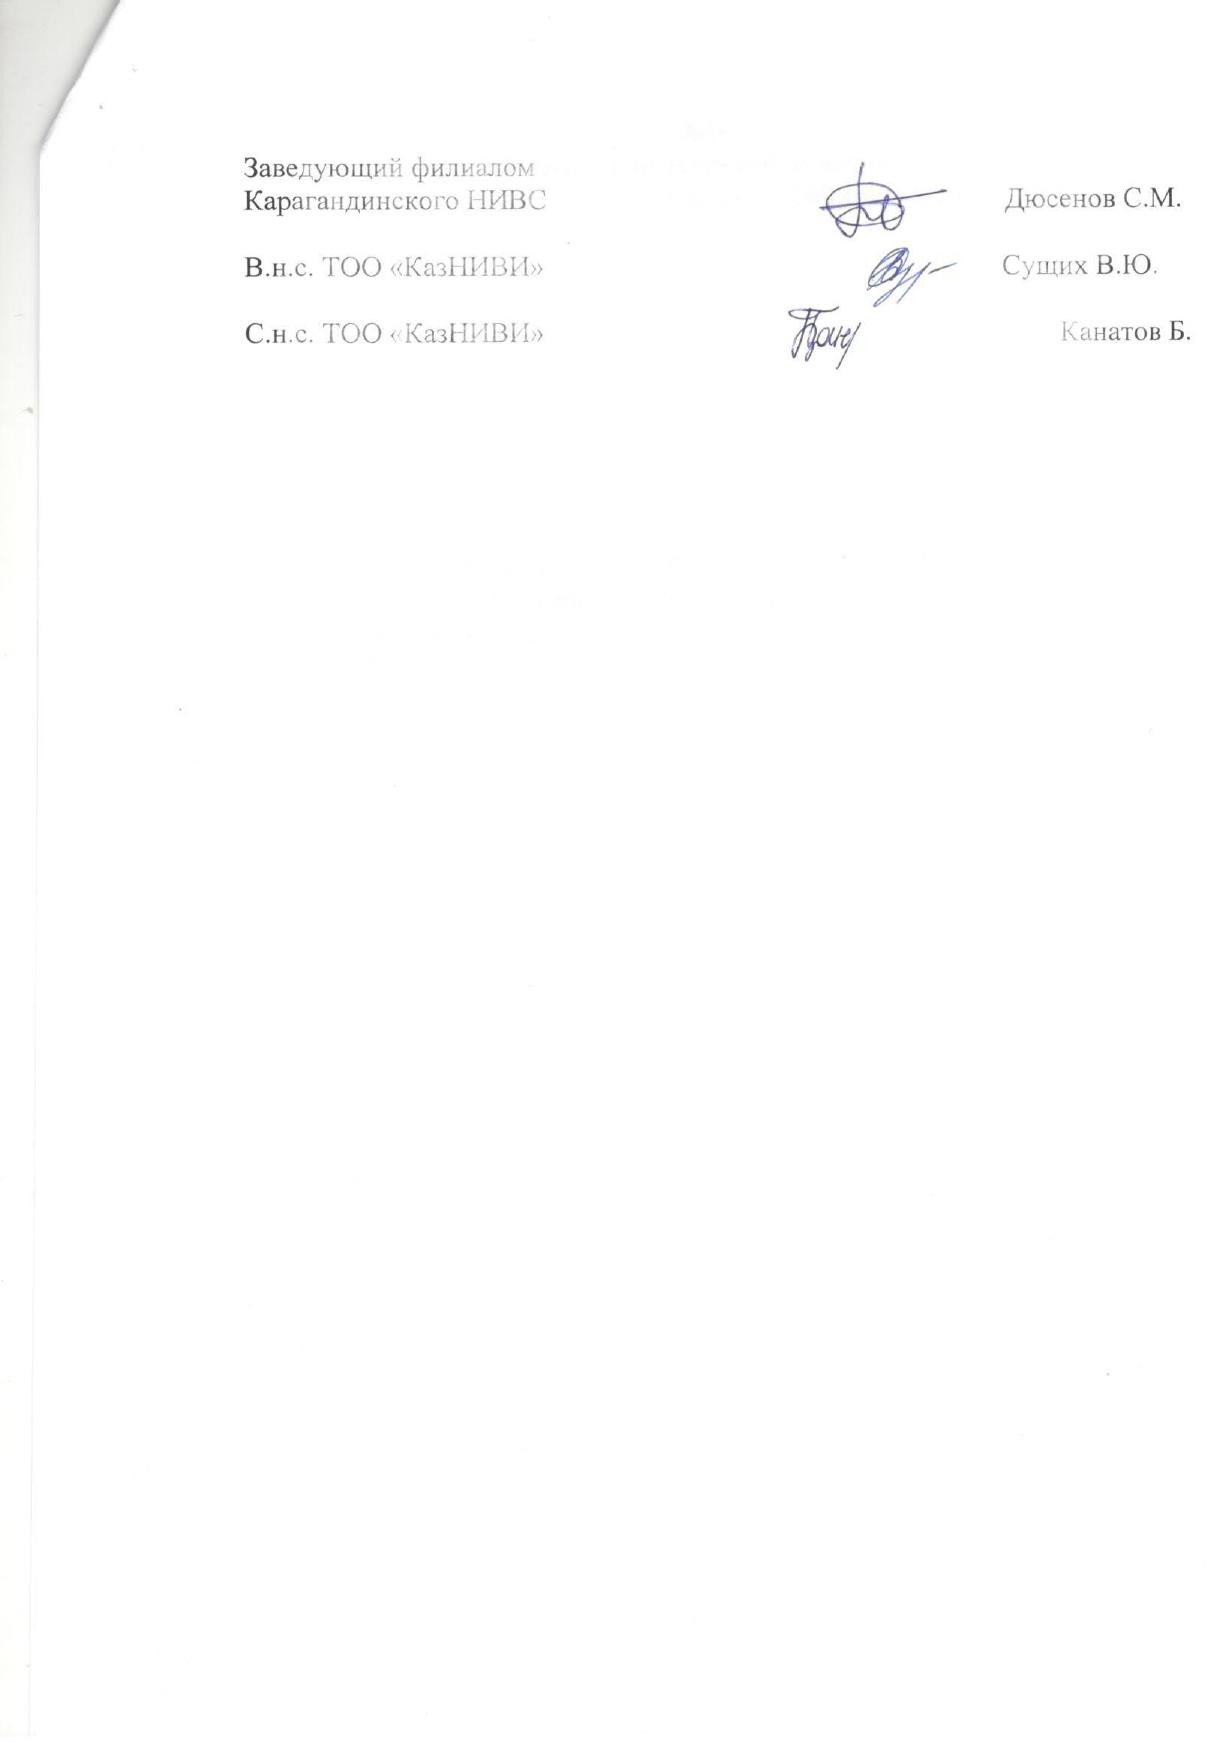 Заведующий филиалом
Карагандинского НИВС Дюсенов С.М.
В.н.с. ТОО «КазНИВИ» Сущих В.Ю.
С.н.с. ТОО «КазНИВИ» Канатов Б.